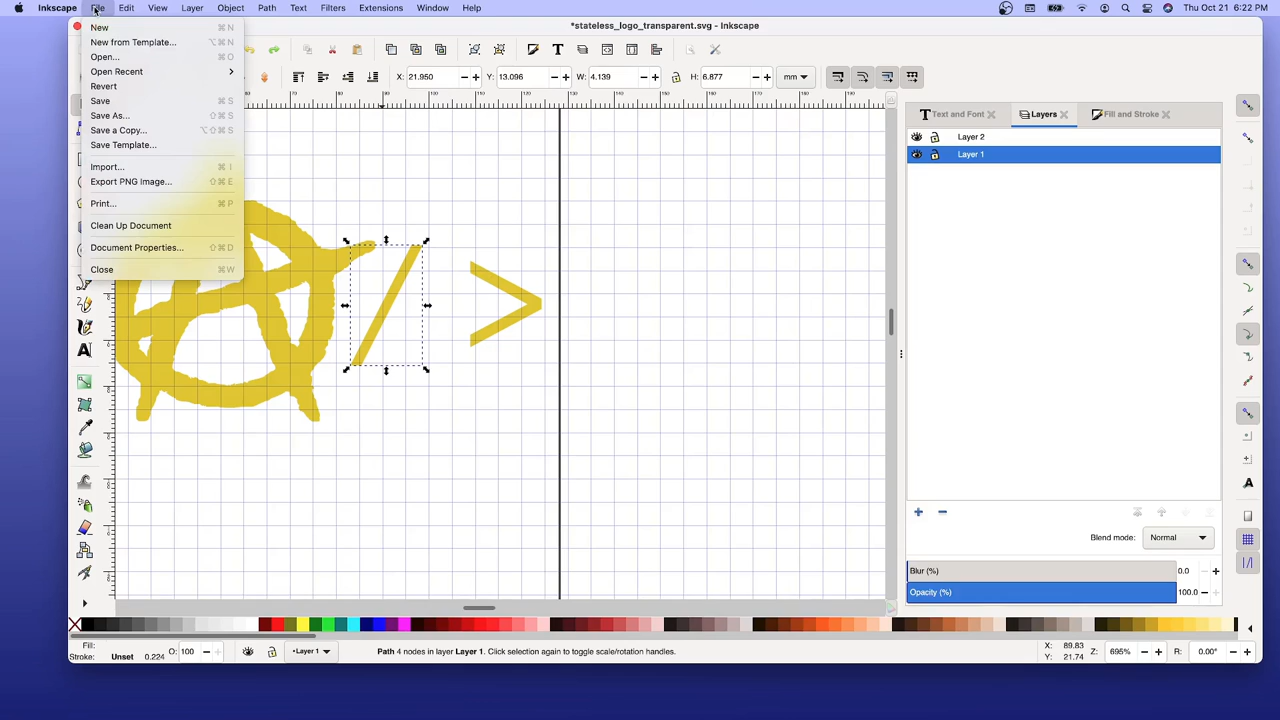 Inkscape File Edit View Layer Object Path Text Filters Extensions Window Help Thu Oct 21 6:22 PM
*stateless_logo_transparent.svg - Inkscape
New ⌘ N
New from Template... ⌥⌘ N
Open... ⌘ O
Open Recent
Revert
Save ⌘ S
Save As... ⇧⌘ S
Save a Copy... ⌥⇧⌘ S
Save Template...
Import... ⌘ I
Export PNG Image... ⇧⌘ E
Print... ⌘ P
Clean Up Document
Document Properties... ⇧⌘ D
Close ⌘ W
X: 21.950 Y: 13.096 W: 4.139 H: 6.877 mm
Text and Font Layers Fill and Stroke
Layer 2
Layer 1
Blend mode: Normal
Blur (%) 0.0
Opacity (%) 100.0
Fill:
Stroke: Unset 0.224 O: 100 •Layer 1 Path 4 nodes in layer Layer 1. Click selection again to toggle scale/rotation handles.
X: 89.83
Y: 21.74
Z: 695% R: 0.00°